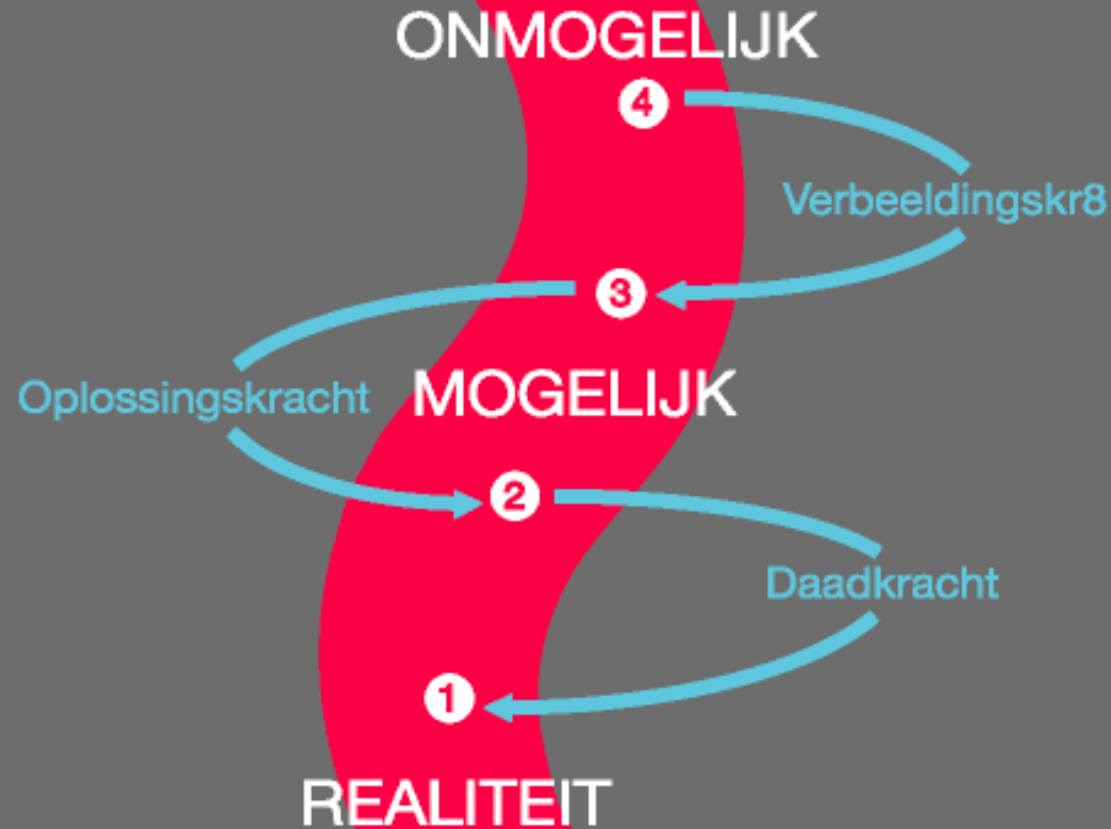 ONMOGELIJK
4
Verbeeldingskr8
3
Oplossingskracht
MOGELIJK
2
Daadkracht
1
REALITEIT